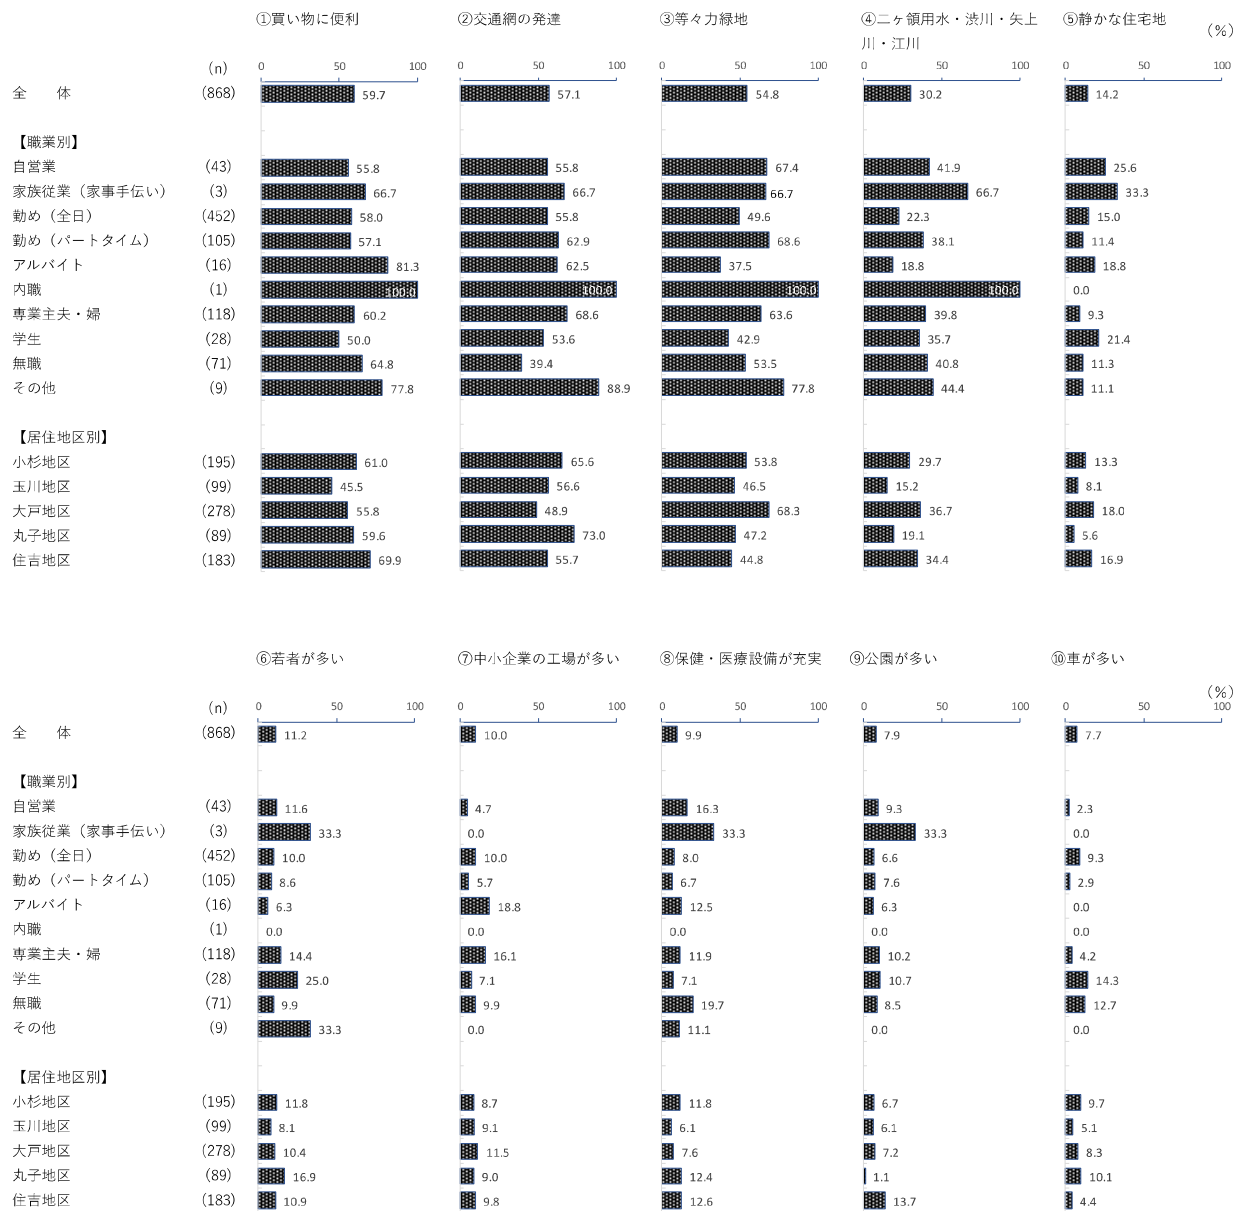 ①買い物に便利 ②交通網の発達 ③等々力緑地 ④二ヶ領用水・渋川・矢上 ⑤静かな住宅地
川・江川 (%)
(n) 0 50 100 0 50 100 0 50 100 0 50 100 0 50 100
全　体 (868) 59.7 57.1 54.8 30.2 14.2
【職業別】
自営業 (43) 55.8 55.8 67.4 41.9 25.6
家族従業（家事手伝い） (3) 66.7 66.7 66.7 66.7 33.3
勤め（全日） (452) 58.0 55.8 49.6 22.3 15.0
勤め（パートタイム） (105) 57.1 62.9 68.6 38.1 11.4
アルバイト (16) 81.3 62.5 37.5 18.8 18.8
内職 (1) 100.0 100.0 100.0 100.0 0.0
専業主夫・婦 (118) 60.2 68.6 63.6 39.8 9.3
学生 (28) 50.0 53.6 42.9 35.7 21.4
無職 (71) 64.8 39.4 53.5 40.8 11.3
その他 (9) 77.8 88.9 77.8 44.4 11.1
【居住地区別】
小杉地区 (195) 61.0 65.6 53.8 29.7 13.3
玉川地区 (99) 45.5 56.6 46.5 15.2 8.1
大戸地区 (278) 55.8 48.9 68.3 36.7 18.0
丸子地区 (89) 59.6 73.0 47.2 19.1 5.6
住吉地区 (183) 69.9 55.7 44.8 34.4 16.9
⑥若者が多い ⑦中小企業の工場が多い ⑧保健・医療設備が充実 ⑨公園が多い ⑩車が多い
(%)
(n) 0 50 100 0 50 100 0 50 100 0 50 100 0 50 100
全　体 (868) 11.2 10.0 9.9 7.9 7.7
【職業別】
自営業 (43) 11.6 4.7 16.3 9.3 2.3
家族従業（家事手伝い） (3) 33.3 0.0 33.3 33.3 0.0
勤め（全日） (452) 10.0 10.0 8.0 6.6 9.3
勤め（パートタイム） (105) 8.6 5.7 6.7 7.6 2.9
アルバイト (16) 6.3 18.8 12.5 6.3 0.0
内職 (1) 0.0 0.0 0.0 0.0 0.0
専業主夫・婦 (118) 14.4 16.1 11.9 10.2 4.2
学生 (28) 25.0 7.1 7.1 10.7 14.3
無職 (71) 9.9 9.9 19.7 8.5 12.7
その他 (9) 33.3 0.0 11.1 0.0 0.0
【居住地区別】
小杉地区 (195) 11.8 8.7 11.8 6.7 9.7
玉川地区 (99) 8.1 9.1 6.1 6.1 5.1
大戸地区 (278) 10.4 11.5 7.6 7.2 8.3
丸子地区 (89) 16.9 9.0 12.4 1.1 10.1
住吉地区 (183) 10.9 9.8 12.6 13.7 4.4